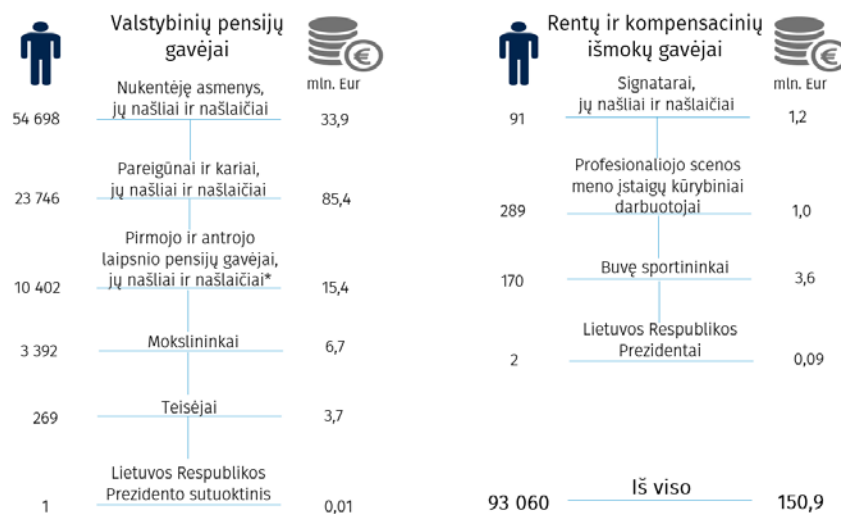 Valstybinių pensijų
gavėjai
€
mln. Eur
Nukentėję asmenys,
jų našliai ir našlaičiai
54 698
33,9
Pareigūnai ir kariai,
jų našliai ir našlaičiai
23 746
85,4
Pirmojo ir antrojo
laipsnio pensijų gavėjai,
jų našliai ir našlaičiai*
10 402
15,4
Mokslininkai
3 392
6,7
Teisėjai
269
3,7
Lietuvos Respublikos
Prezidento sutuoktinis
1
0,01
Rentų ir kompensacinių
išmokų gavėjai
€
mln. Eur
Signatarai,
jų našliai ir našlaičiai
91
1,2
Profesionaliojo scenos
meno įstaigų kūrybiniai
darbuotojai
289
1,0
Buvę sportininkai
170
3,6
Lietuvos Respublikos
Prezidentai
2
0,09
93 060
Iš viso
150,9